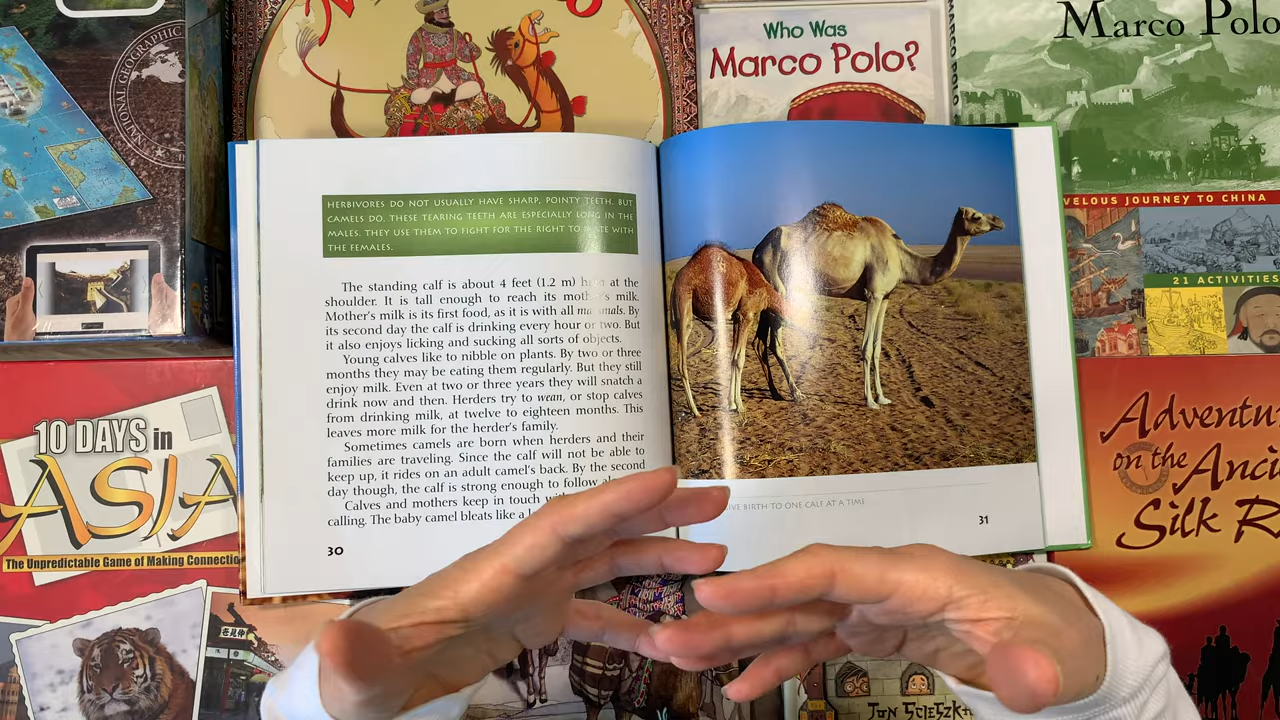 NATIONAL GEOGRAPHIC
Who Was
Marco Polo?
MARCO POLO
Marco Polo
VELOUS JOURNEY TO CHINA
21 ACTIVITIES
HERBIVORES DO NOT USUALLY HAVE SHARP, POINTY TEETH. BUT
CAMELS DO. THESE TEARING TEETH ARE ESPECIALLY LONG IN THE
MALES. THEY USE THEM TO FIGHT FOR THE RIGHT TO MATE WITH
THE FEMALES.
The standing calf is about 4 feet (1.2 m) high at the
shoulder. It is tall enough to reach its mother's milk.
Mother's milk is its first food, as it is with all mammals. By
its second day the calf is drinking every hour or two. But
it also enjoys licking and sucking all sorts of objects.
Young calves like to nibble on plants. By two or three
months they may be eating them regularly. But they still
enjoy milk. Even at two or three years they will snatch a
drink now and then. Herders try to wean, or stop calves
from drinking milk, at twelve to eighteen months. This
leaves more milk for the herder's family.
Sometimes camels are born when herders and their
families are traveling. Since the calf will not be able to
keep up, it rides on an adult camel's back. By the second
day though, the calf is strong enough to follow
Calves and mothers keep in touch
calling. The baby camel bleats like a
30
IVE BIRTH TO ONE CALF AT A TIME
31
10 DAYS in
ASIA
The Unpredictable Game of Making Connectio
Adventu
on the Anci
Silk R
JON SCIESZKA